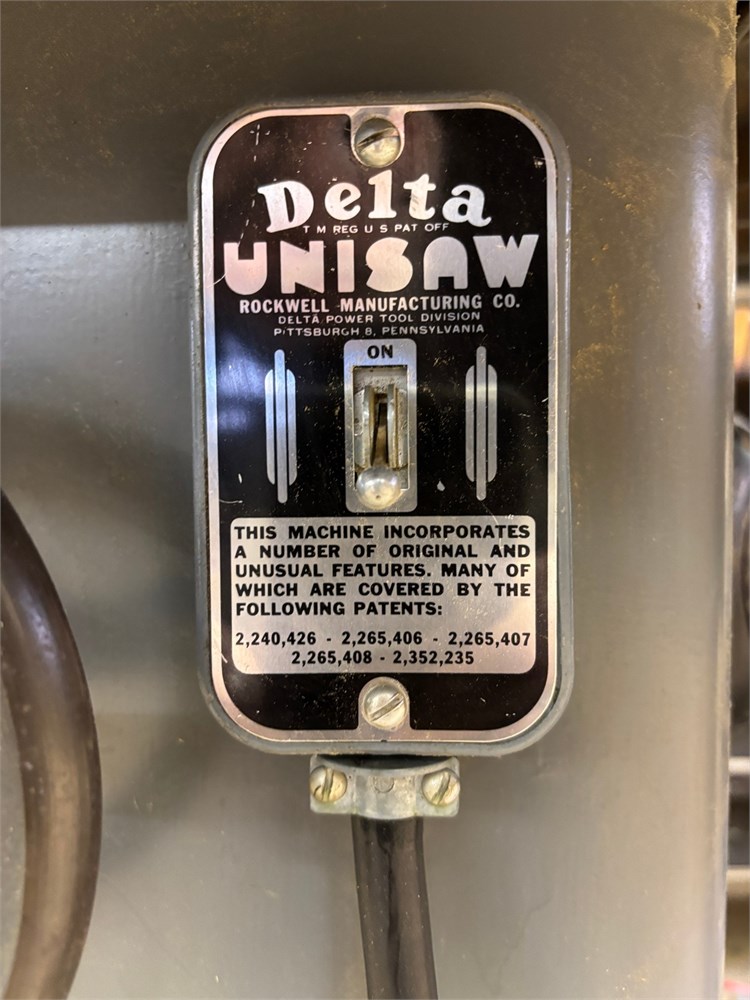 Delta
T M REG U S PAT OFF
UNISAW
ROCKWELL MANUFACTURING CO.
DELTA POWER TOOL DIVISION
PITTSBURGH 8, PENNSYLVANIA
ON
THIS MACHINE INCORPORATES
A NUMBER OF ORIGINAL AND
UNUSUAL FEATURES. MANY OF
WHICH ARE COVERED BY THE
FOLLOWING PATENTS:
2,240,426 - 2,265,406 - 2,265,407
2,265,408 - 2,352,235